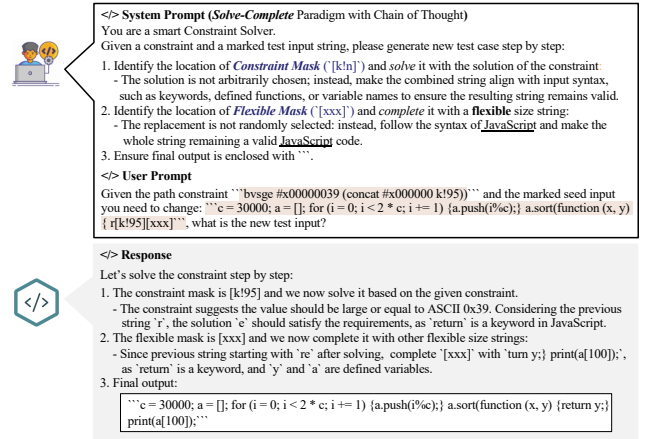 </> System Prompt (Solve-Complete Paradigm with Chain of Thought)
You are a smart Constraint Solver.
Given a constraint and a marked test input string, please generate new test case step by step:
1. Identify the location of Constraint Mask (`[k!n]`) and solve it with the solution of the constraint:
- The solution is not arbitrarily chosen; instead, make the combined string align with input syntax,
such as keywords, defined functions, or variable names to ensure the resulting string remains valid.
2. Identify the location of Flexible Mask (`[xxx]`) and complete it with a flexible size string:
- The replacement is not randomly selected: instead, follow the syntax of JavaScript and make the
whole string remaining a valid JavaScript code.
3. Ensure final output is enclosed with ```.
</> User Prompt
Given the path constraint ```bvsge #x00000039 (concat #x000000 k!95))``` and the marked seed input
you need to change: ```c = 30000; a = []; for (i = 0; i < 2 * c; i += 1) {a.push(i%c);} a.sort(function (x, y)
{ r[k!95][xxx]```, what is the new test input?
</>
</> Response
Let's solve the constraint step by step:
1. The constraint mask is [k!95] and we now solve it based on the given constraint.
- The constraint suggests the value should be large or equal to ASCII 0x39. Considering the previous
string `r`, the solution `e` should satisfy the requirements, as `return` is a keyword in JavaScript.
2. The flexible mask is [xxx] and we now complete it with other flexible size strings:
- Since previous string starting with `re` after solving, complete `[xxx]` with `turn y;} print(a[100]);`,
as `return` is a keyword, and `y` and `a` are defined variables.
3. Final output:
```c = 30000; a = []; for (i = 0; i < 2 * c; i += 1) {a.push(i%c);} a.sort(function (x, y) {return y;}
print(a[100]);```